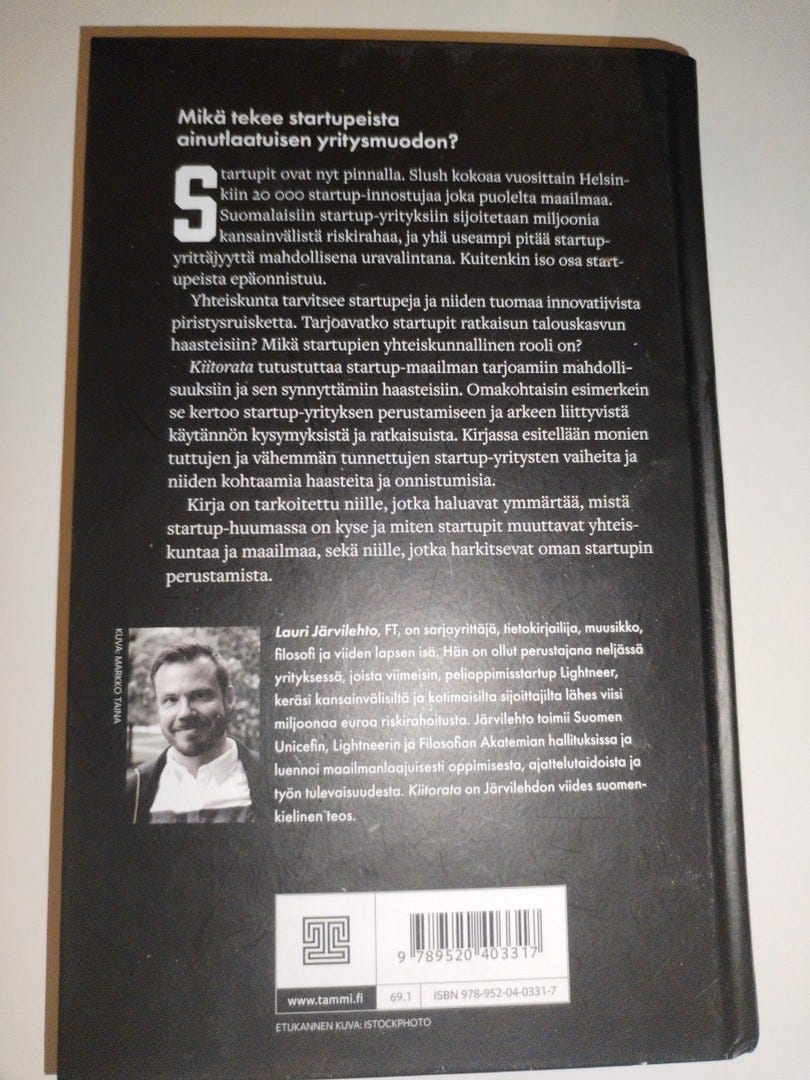 Mikä tekee startupeista
ainutlaatuisen yritysmuodon?
Startupit ovat nyt pinnalla. Slush kokoaa vuosittain Helsin-
kiin 20 000 startup-innostujaa joka puolelta maailmaa.
Suomalaisiin startup-yrityksiin sijoitetaan miljoonia
kansainvälistä riskirahaa, ja yhä useampi pitää startup-
yrittäjyyttä mahdollisena uravalintana. Kuitenkin iso osa start-
upeista epäonnistuu.
Yhteiskunta tarvitsee startupeja ja niiden tuomaa innovatiivista
piristysruisketta. Tarjoavatko startupit ratkaisun talouskasvun
haasteisiin? Mikä startupien yhteiskunnallinen rooli on?
Kiitorata tutustuttaa startup-maailman tarjoamiin mahdolli-
suuksiin ja sen synnyttämiin haasteisiin. Omakohtaisin esimerkein
se kertoo startup-yrityksen perustamiseen ja arkeen liittyvistä
käytännön kysymyksistä ja ratkaisuista. Kirjassa esitellään monien
tuttujen ja vähemmän tunnettujen startup-yritysten vaiheita ja
niiden kohtaamia haasteita ja onnistumisia.
Kirja on tarkoitettu niille, jotka haluavat ymmärtää, mistä
startup-huumassa on kyse ja miten startupit muuttavat yhteis-
kuntaa ja maailmaa, sekä niille, jotka harkitsevat oman startupin
perustamista.
KUVA: MARKKO TAINA
Lauri Järvilehto, FT, on sarjayrittäjä, tietokirjailija, muusikko,
filosofi ja viiden lapsen isä. Hän on ollut perustajana neljässä
yrityksessä, joista viimeisin, pelioppimisstartup Lightneer,
keräsi kansainvälisiltä ja kotimaisilta sijoittajilta lähes viisi
miljoonaa euroa riskirahoitusta. Järvilehto toimii Suomen
Unicefin, Lightneerin ja Filosofian Akatemian hallituksissa ja
luennoi maailmanlaajuisesti oppimisesta, ajattelutaidoista ja
työn tulevaisuudesta. Kiitorata on Järvilehdon viides suomen-
kielinen teos.
9 789520 403317
www.tammi.fi
69.1
ISBN 978-952-04-0331-7
ETUKANNEN KUVA: ISTOCKPHOTO